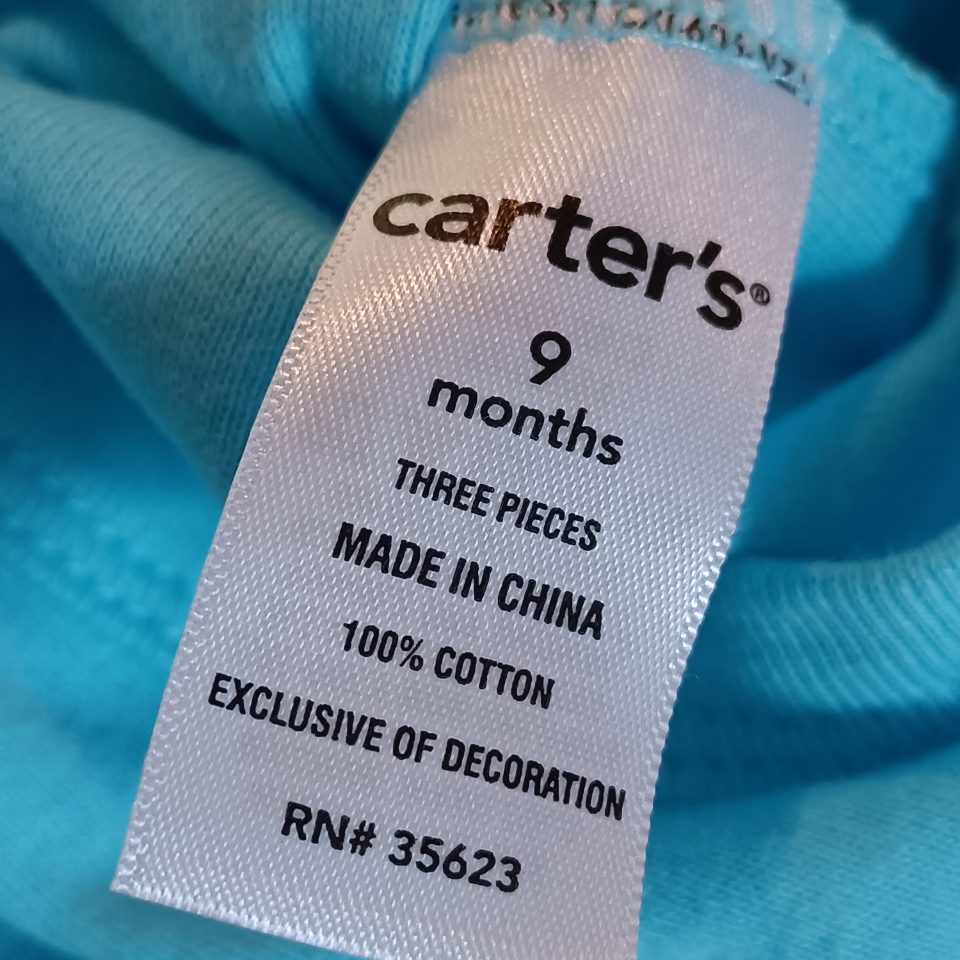 carter's®
9
months
THREE PIECES
MADE IN CHINA
100% COTTON
EXCLUSIVE OF DECORATION
RN# 35623